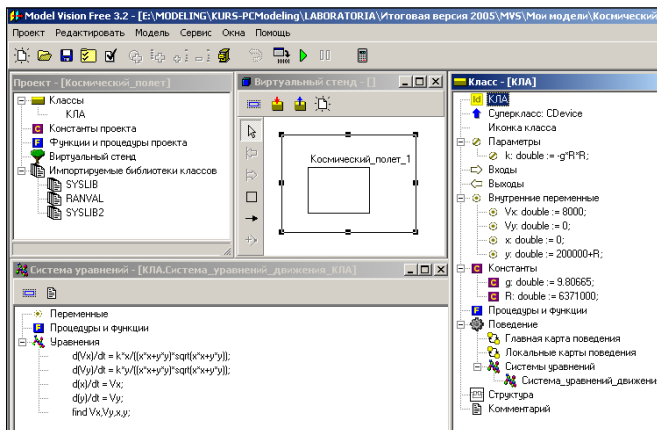 Model Vision Free 3.2 - [E:\MODELING\KURS-PCModeling\LABORATORIA\Итоговая версия 2005\MVS\Мои модели\Космический
Проект Редактировать Модель Сервис Окна Помощь
Проект - [Космический_полет]
Классы
КЛА
Константы проекта
Функции и процедуры проекта
Виртуальный стенд
Импортируемые библиотеки классов
SYSLIB
RANVAL
SYSLIB2
Виртуальный стенд - []
Космический_полет_1
Класс - [КЛА]
КЛА
Суперкласс: CDevice
Иконка класса
Параметры
k: double := -g*R*R;
Входы
Выходы
Внутренние переменные
Vx: double := 8000;
Vy: double := 0;
x: double := 0;
y: double := 200000+R;
Константы
g: double := 9.80665;
R: double := 6371000;
Процедуры и функции
Поведение
Главная карта поведения
Локальные карты поведения
Системы уравнений
Система_уравнений_движени
Структура
Комментарий
Система уравнений - [КЛА.Система_уравнений_движения_КЛА]
Переменные
Процедуры и функции
Уравнения
d(Vx)/dt = k*x/((x*x+y*y)*sqrt(x*x+y*y));
d(Vy)/dt = k*y/((x*x+y*y)*sqrt(x*x+y*y));
d(x)/dt = Vx;
d(y)/dt = Vy;
find Vx,Vy,x,y;